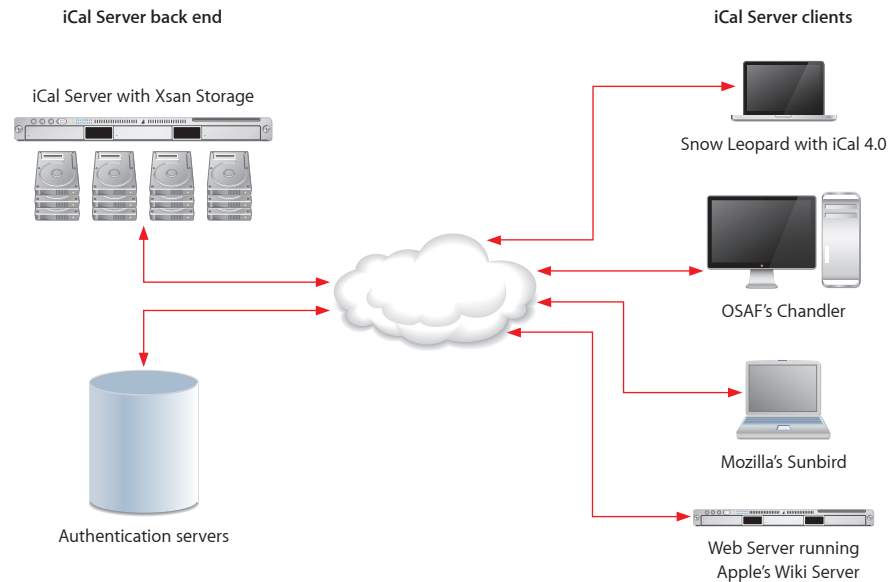 iCal Server back end
iCal Server clients
iCal Server with Xsan Storage
Snow Leopard with iCal 4.0
OSAF's Chandler
Mozilla's Sunbird
Authentication servers
Web Server running
Apple's Wiki Server